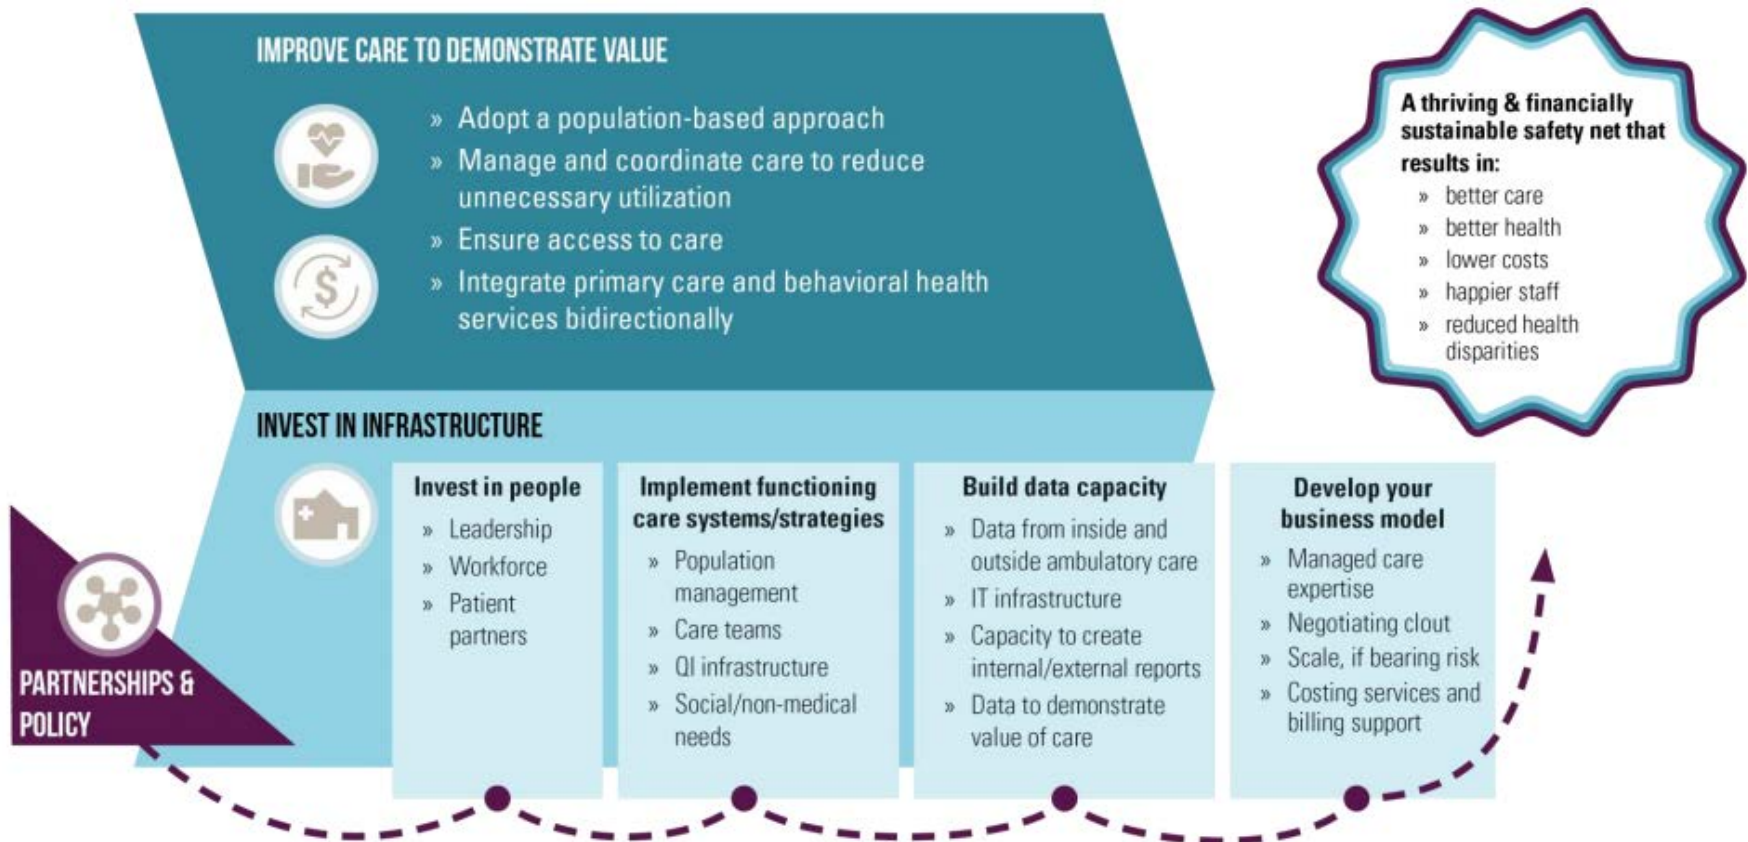 IMPROVE CARE TO DEMONSTRATE VALUE
» Adopt a population-based approach
» Manage and coordinate care to reduce
unnecessary utilization
» Ensure access to care
» Integrate primary care and behavioral health
services bidirectionally
$
A thriving & financially
sustainable safety net that
results in:
» better care
» better health
» lower costs
» happier staff
» reduced health
disparities
INVEST IN INFRASTRUCTURE
Invest in people
» Leadership
» Workforce
» Patient
partners
Implement functioning
care systems/strategies
» Population
management
» Care teams
» QI infrastructure
» Social/non-medical
needs
Build data capacity
» Data from inside and
outside ambulatory care
» IT infrastructure
» Capacity to create
internal/external reports
» Data to demonstrate
value of care
Develop your
business model
» Managed care
expertise
» Negotiating clout
» Scale, if bearing risk
» Costing services and
billing support
PARTNERSHIPS &
POLICY